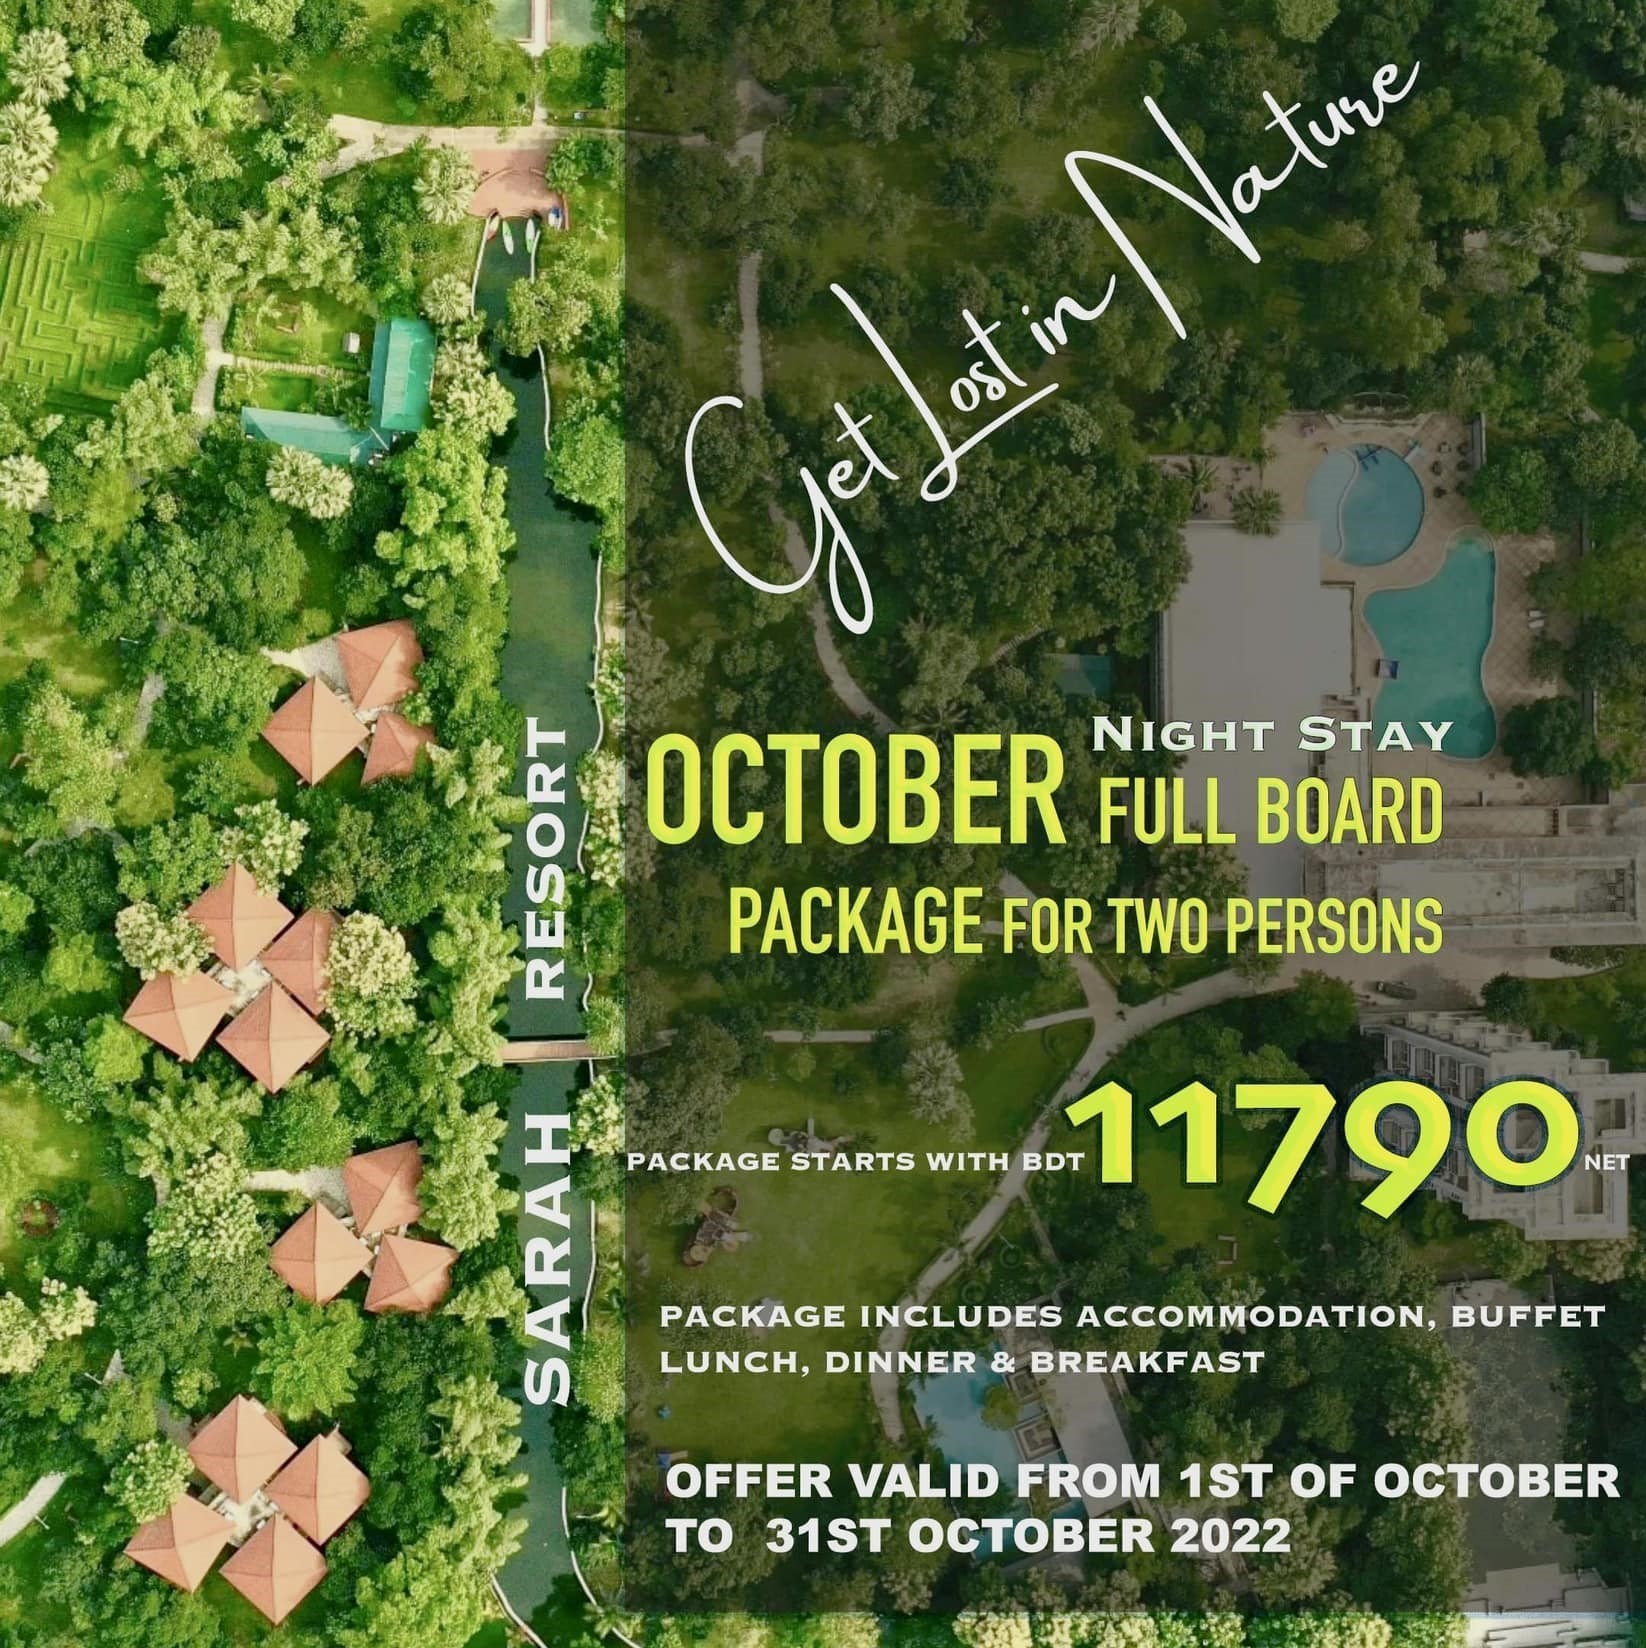 Get Lost in Nature
SARAH RESORT
OCTOBER Night Stay
FULL BOARD
PACKAGE FOR TWO PERSONS
PACKAGE STARTS WITH BDT 11790 NET
PACKAGE INCLUDES ACCOMMODATION, BUFFET
LUNCH, DINNER & BREAKFAST
OFFER VALID FROM 1ST OF OCTOBER
TO 31ST OCTOBER 2022